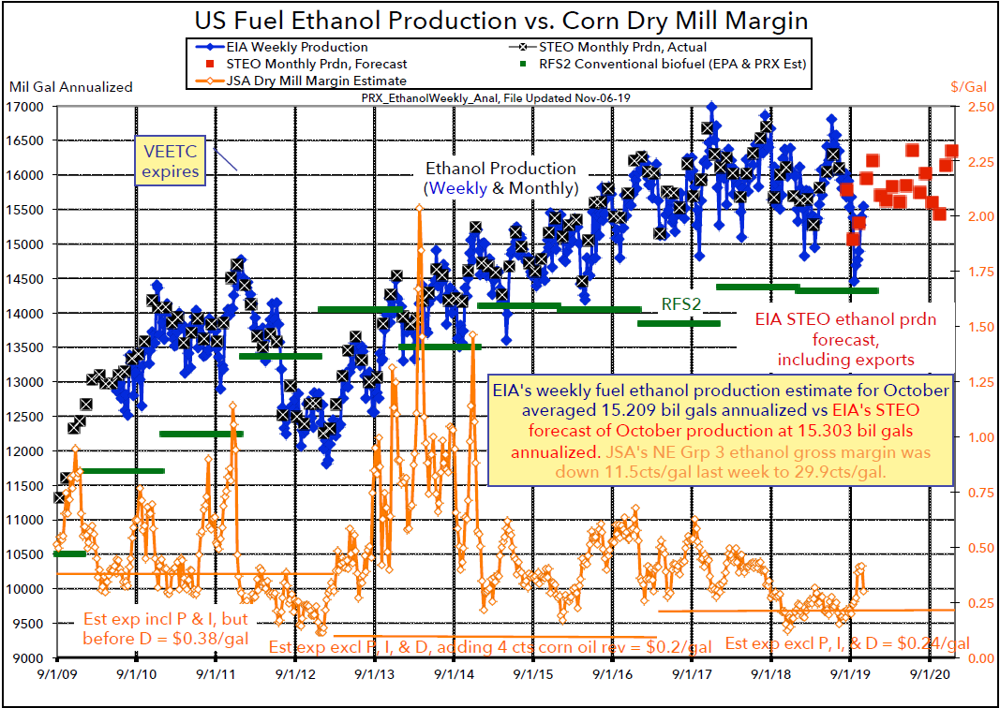 US Fuel Ethanol Production vs. Corn Dry Mill Margin
EIA Weekly Production
STEO Monthly Prdn, Actual
STEO Monthly Prdn, Forecast
RFS2 Conventional biofuel (EPA & PRX Est)
JSA Dry Mill Margin Estimate
Mil Gal Annualized
PRX_EthanolWeekly_Anal, File Updated Nov-06-19
$/Gal
17000
16500
16000
15500
15000
14500
14000
13500
13000
12500
12000
11500
11000
10500
10000
9500
9000
2.50
2.25
2.00
1.75
1.50
1.25
1.00
0.75
0.50
0.25
0.00
VEETC
expires
Ethanol Production
(Weekly & Monthly)
RFS2
EIA STEO ethanol prdn
forecast,
including exports
EIA's weekly fuel ethanol production estimate for October
averaged 15.209 bil gals annualized vs EIA's STEO
forecast of October production at 15.303 bil gals
annualized. JSA's NE Grp 3 ethanol gross margin was
down 11.5cts/gal last week to 29.9cts/gal.
Est exp incl P & I, but
before D = $0.38/gal
Est exp excl P, I, & D, adding 4 cts corn oil rev = $0.2/gal
Est exp excl P, I, & D = $0.24/gal
9/1/09
9/1/10
9/1/11
9/1/12
9/1/13
9/1/14
9/1/15
9/1/16
9/1/17
9/1/18
9/1/19
9/1/20